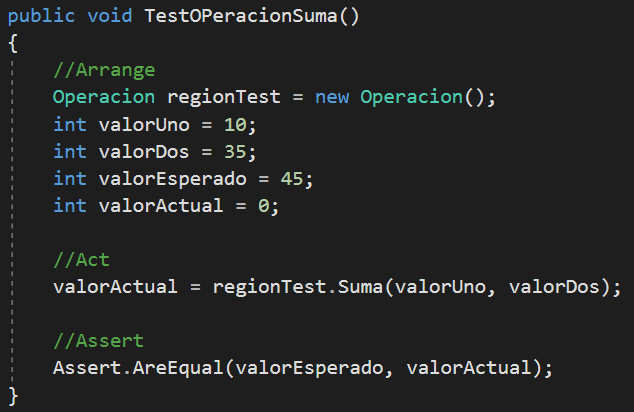 public void TestOPeracionSuma()
{
//Arrange
Operacion regionTest = new Operacion();
int valorUno = 10;
int valorDos = 35;
int valorEsperado = 45;
int valorActual = 0;
//Act
valorActual = regionTest.Suma(valorUno, valorDos);
//Assert
Assert.AreEqual(valorEsperado, valorActual);
}